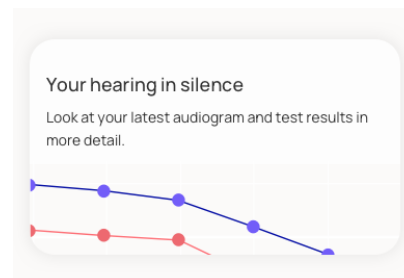 Your hearing in silence
Look at your latest audiogram and test results in
more detail.